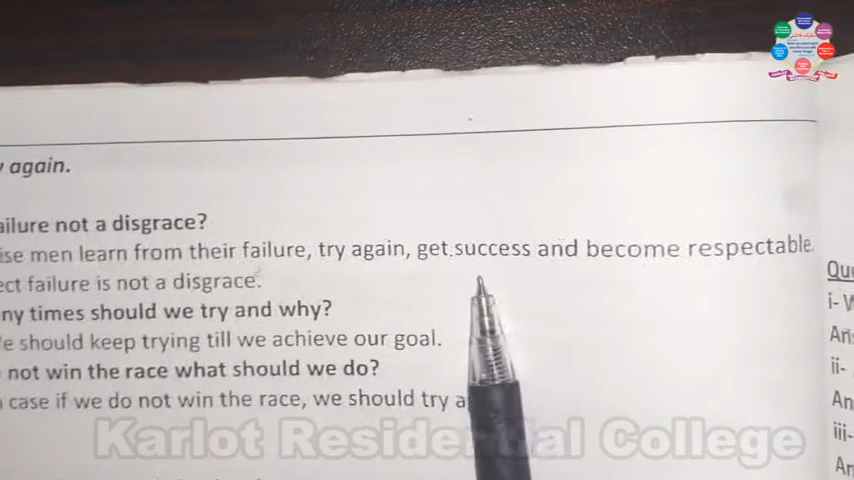 again.
ailure not a disgrace?
ise men learn from their failure, try again, get success and become respectable.
ect failure is not a disgrace.
ny times should we try and why?
e should keep trying till we achieve our goal.
not win the race what should we do?
case if we do not win the race, we should try a
Karlot Residential College
Qu
i- W
An
ii-
An
iii-
An